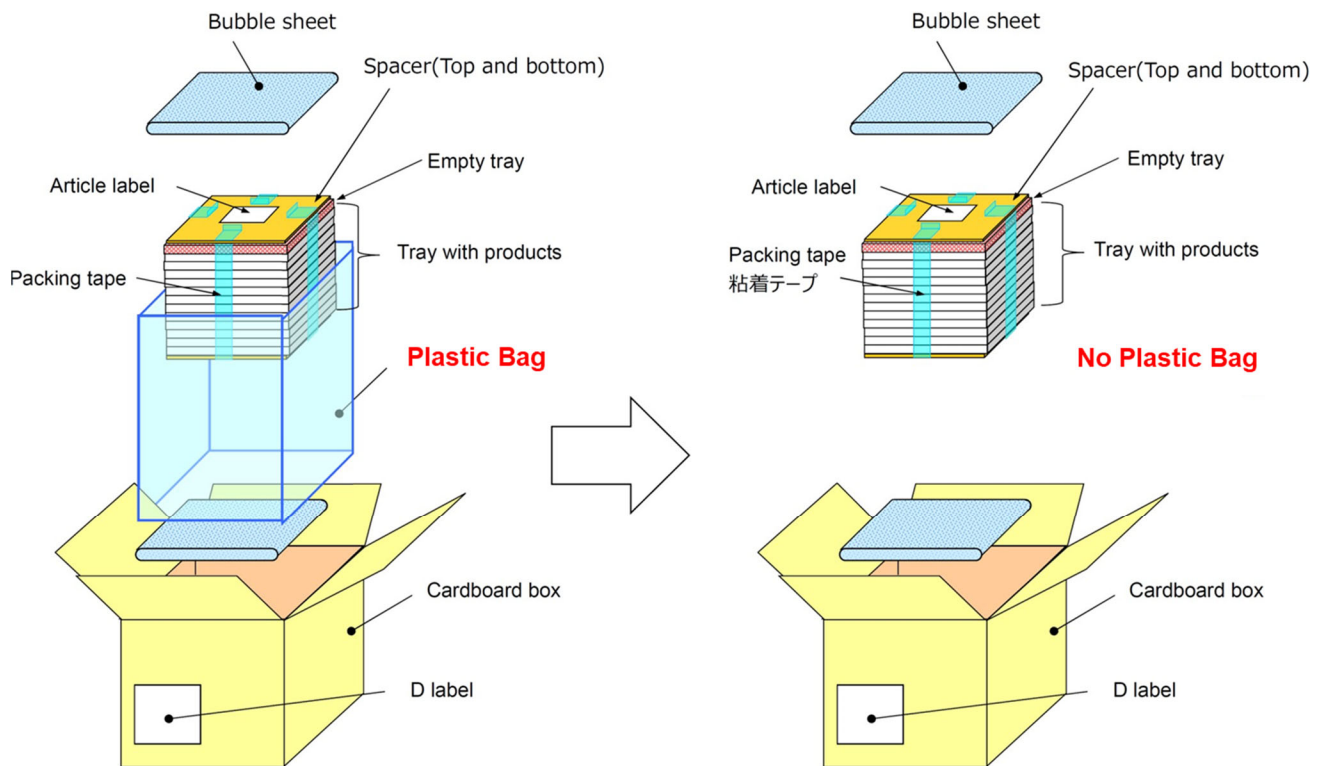 Bubble sheet
Spacer(Top and bottom)
Empty tray
Article label
Tray with products
Packing tape
Plastic Bag
Cardboard box
D label
Bubble sheet
Spacer(Top and bottom)
Empty tray
Article label
Tray with products
Packing tape
粘着テープ
No Plastic Bag
Cardboard box
D label